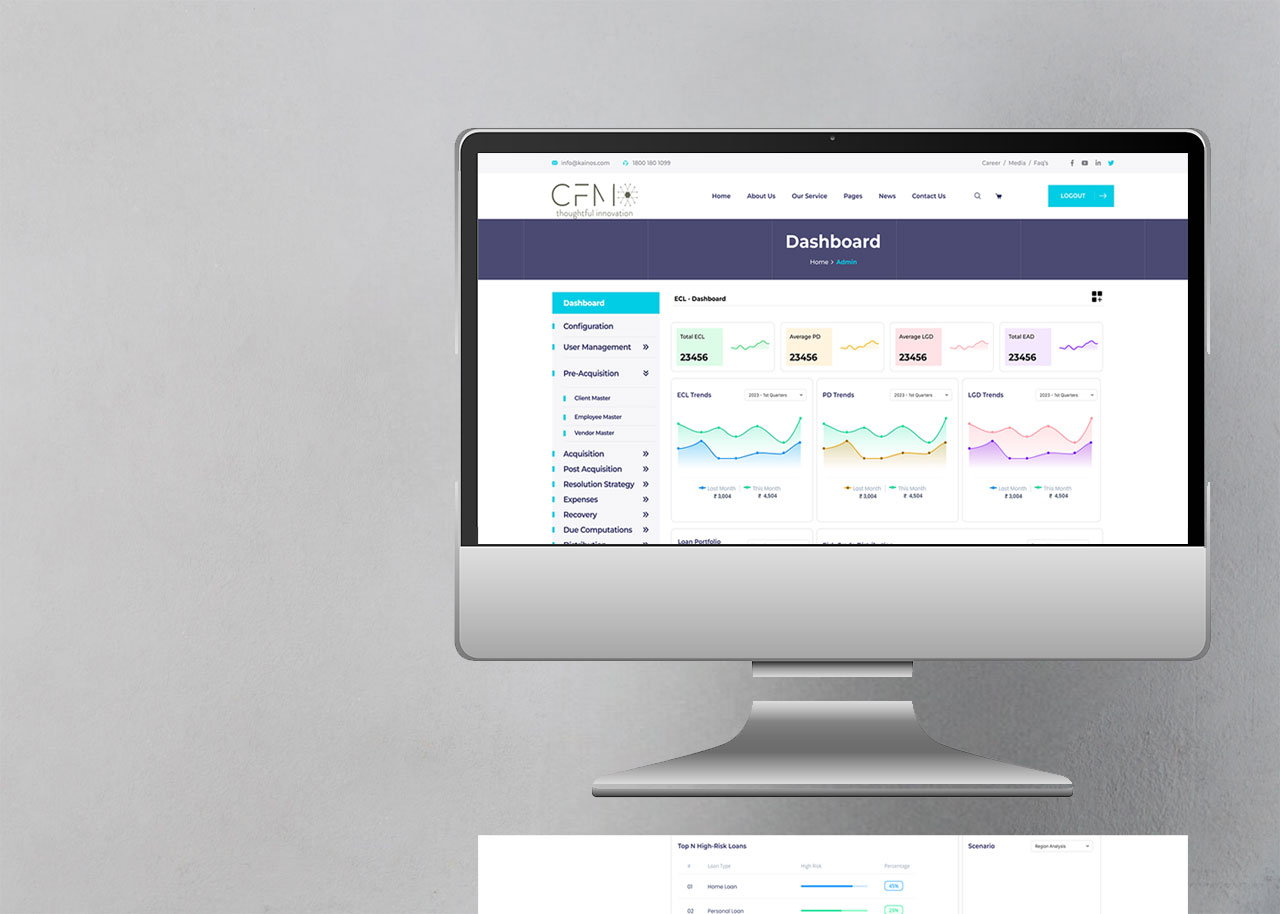 info@kainos.com 1800 180 1099 Career / Media / Faq's
CFM
thoughtful innovation
Home About Us Our Service Pages News Contact Us LOGOUT
Dashboard
Home > Admin
Dashboard
Configuration
User Management
Pre-Acquisition
Client Master
Employee Master
Vendor Master
Acquisition
Post Acquisition
Resolution Strategy
Expenses
Recovery
Due Computations
ECL - Dashboard
Total ECL
23456
Average PD
23456
Average LGD
23456
Total EAD
23456
ECL Trends 2023 - 1st Quarters
Last Month This Month
₹ 3,004 ₹ 4,504
PD Trends 2023 - 1st Quarters
Last Month This Month
₹ 3,004 ₹ 4,504
LGD Trends 2023 - 1st Quarters
Last Month This Month
₹ 3,004 ₹ 4,504
Loan Portfolio
Top N High-Risk Loans
# Loan Type High Risk Percentage
01 Home Loan 45%
02 Personal Loan 29%
Scenario Region Analysis